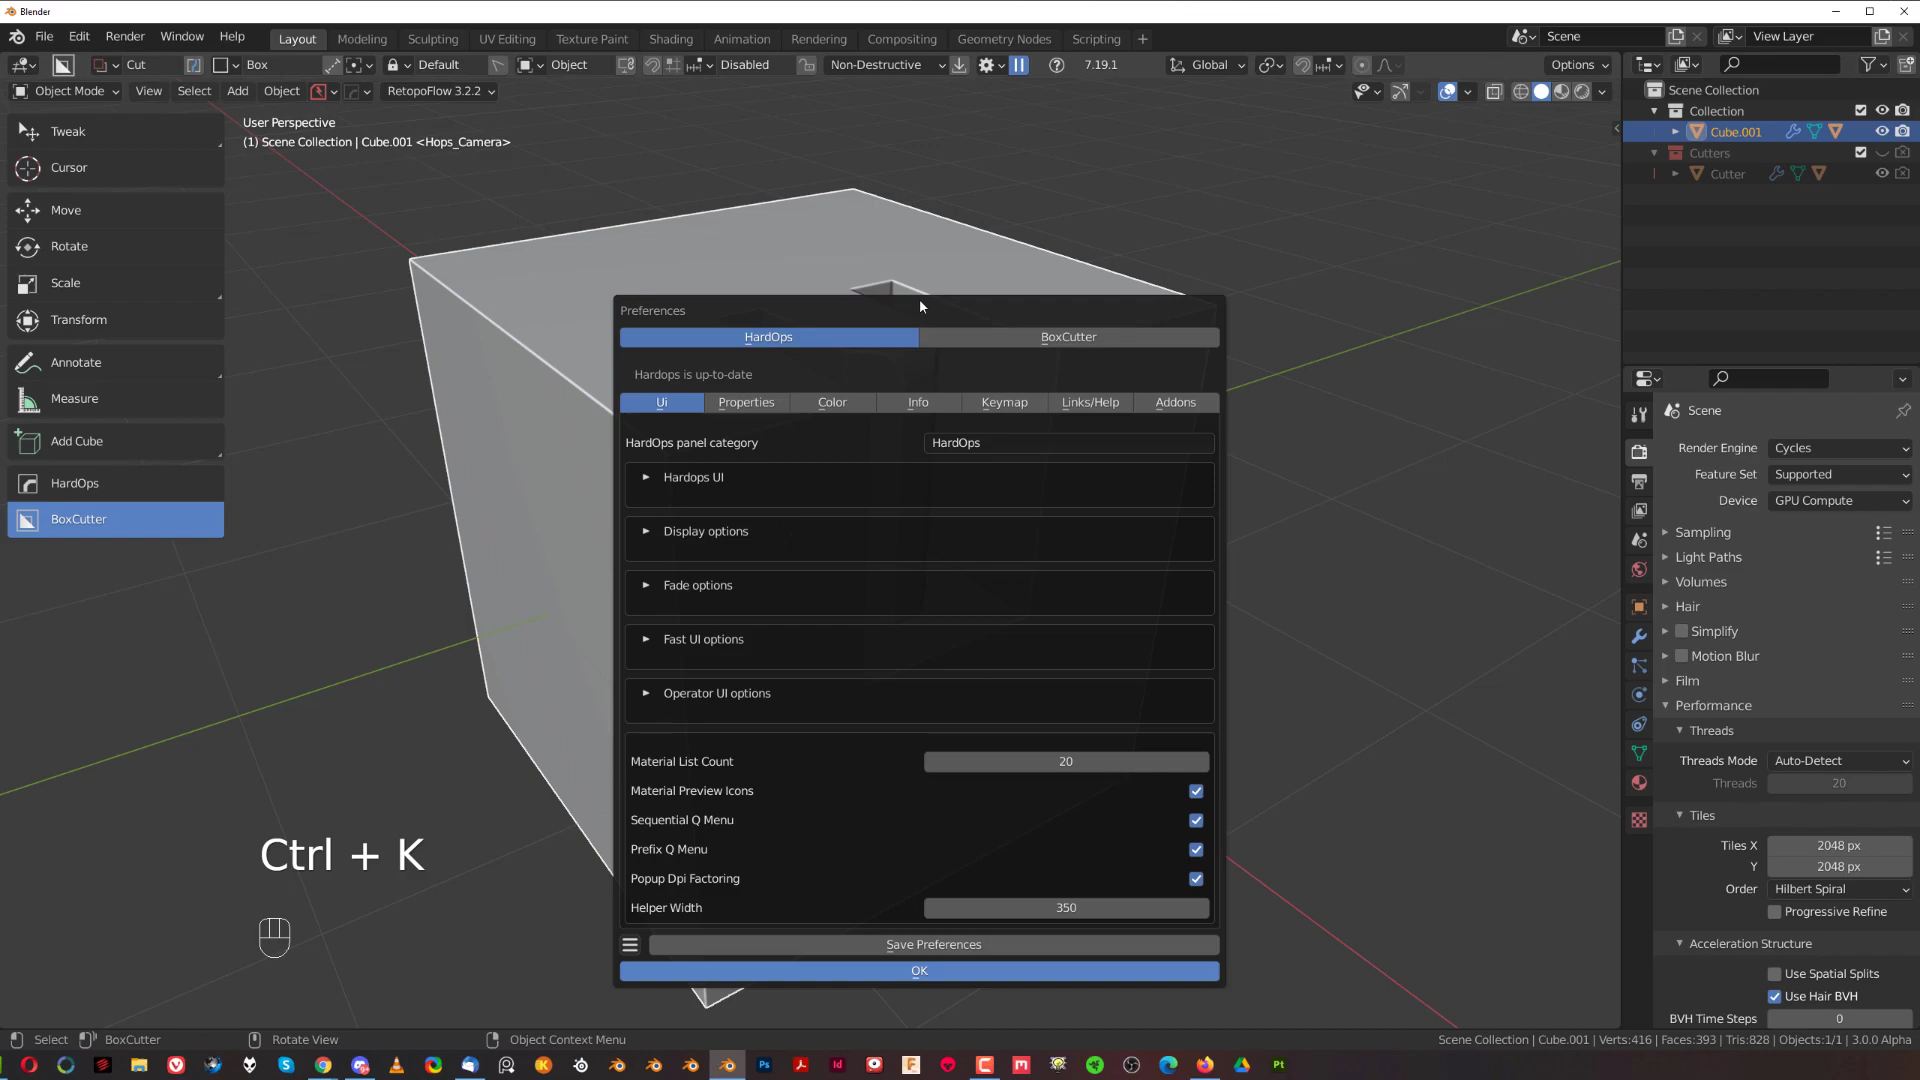 Blender
File Edit Render Window Help Layout Modeling Sculpting UV Editing Texture Paint Shading Animation Rendering Compositing Geometry Nodes Scripting + Scene View Layer
Cut Box Default Object Disabled Non-Destructive 7.19.1 Global Options
Object Mode View Select Add Object RetopoFlow 3.2.2
User Perspective
(1) Scene Collection | Cube.001 <Hops_Camera>
Tweak
Cursor
Move
Rotate
Scale
Transform
Annotate
Measure
Add Cube
HardOps
BoxCutter
Preferences
HardOps BoxCutter
Hardops is up-to-date
Ui Properties Color Info Keymap Links/Help Addons
HardOps panel category HardOps
Hardops UI
Display options
Fade options
Fast UI options
Operator UI options
Material List Count 20
Material Preview Icons
Sequential Q Menu
Prefix Q Menu
Popup Dpi Factoring
Helper Width 350
Save Preferences
OK
Ctrl + K
Scene Collection
Collection
Cube.001
Cutters
Cutter
Scene
Render Engine Cycles
Feature Set Supported
Device GPU Compute
Sampling
Light Paths
Volumes
Hair
Simplify
Motion Blur
Film
Performance
Threads
Threads Mode Auto-Detect
Threads 20
Tiles
Tiles X 2048 px
Y 2048 px
Order Hilbert Spiral
Progressive Refine
Acceleration Structure
Use Spatial Splits
Use Hair BVH
BVH Time Steps 0
Select BoxCutter Rotate View Object Context Menu Scene Collection | Cube.001 | Verts:416 | Faces:393 | Tris:828 | Objects:1/1 | 3.0.0 Alpha
Ps Id Pt